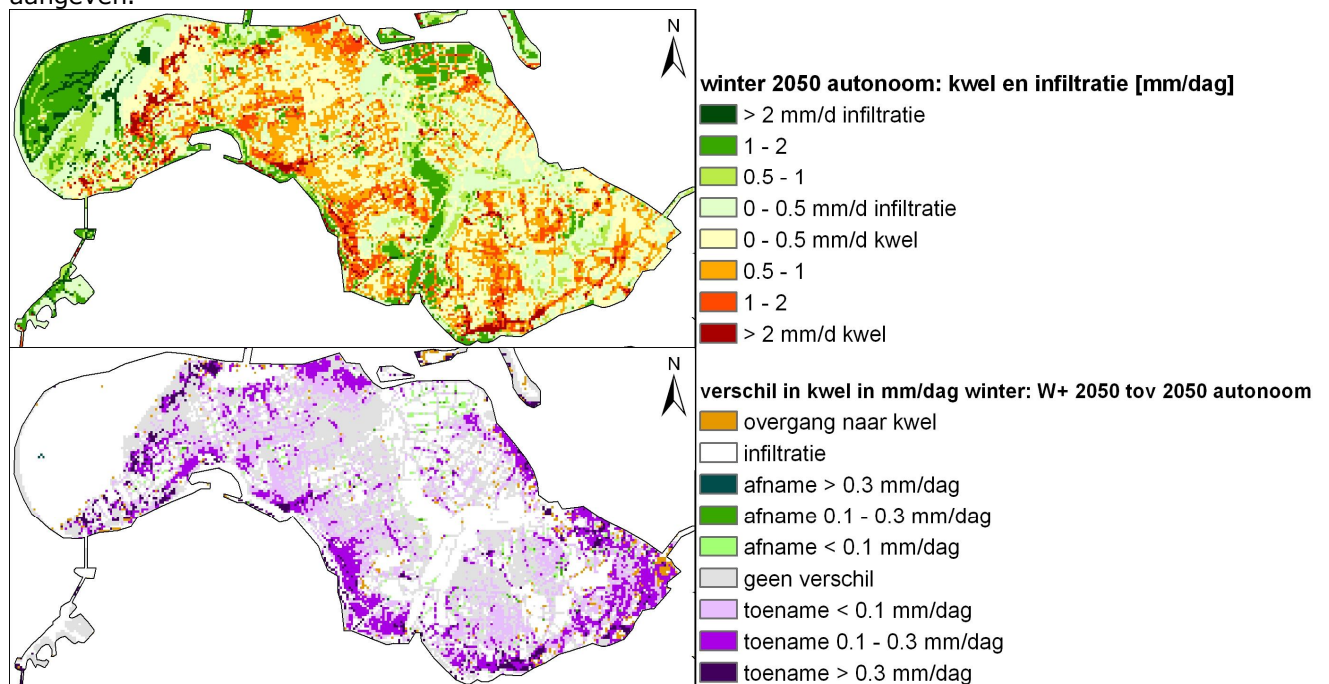 aangeven.
N
winter 2050 autonoom: kwel en infiltratie [mm/dag]
> 2 mm/d infiltratie
1 - 2
0.5 - 1
0 - 0.5 mm/d infiltratie
0 - 0.5 mm/d kwel
0.5 - 1
1 - 2
> 2 mm/d kwel
N
verschil in kwel in mm/dag winter: W+ 2050 tov 2050 autonoom
overgang naar kwel
infiltratie
afname > 0.3 mm/dag
afname 0.1 - 0.3 mm/dag
afname < 0.1 mm/dag
geen verschil
toename < 0.1 mm/dag
toename 0.1 - 0.3 mm/dag
toename > 0.3 mm/dag